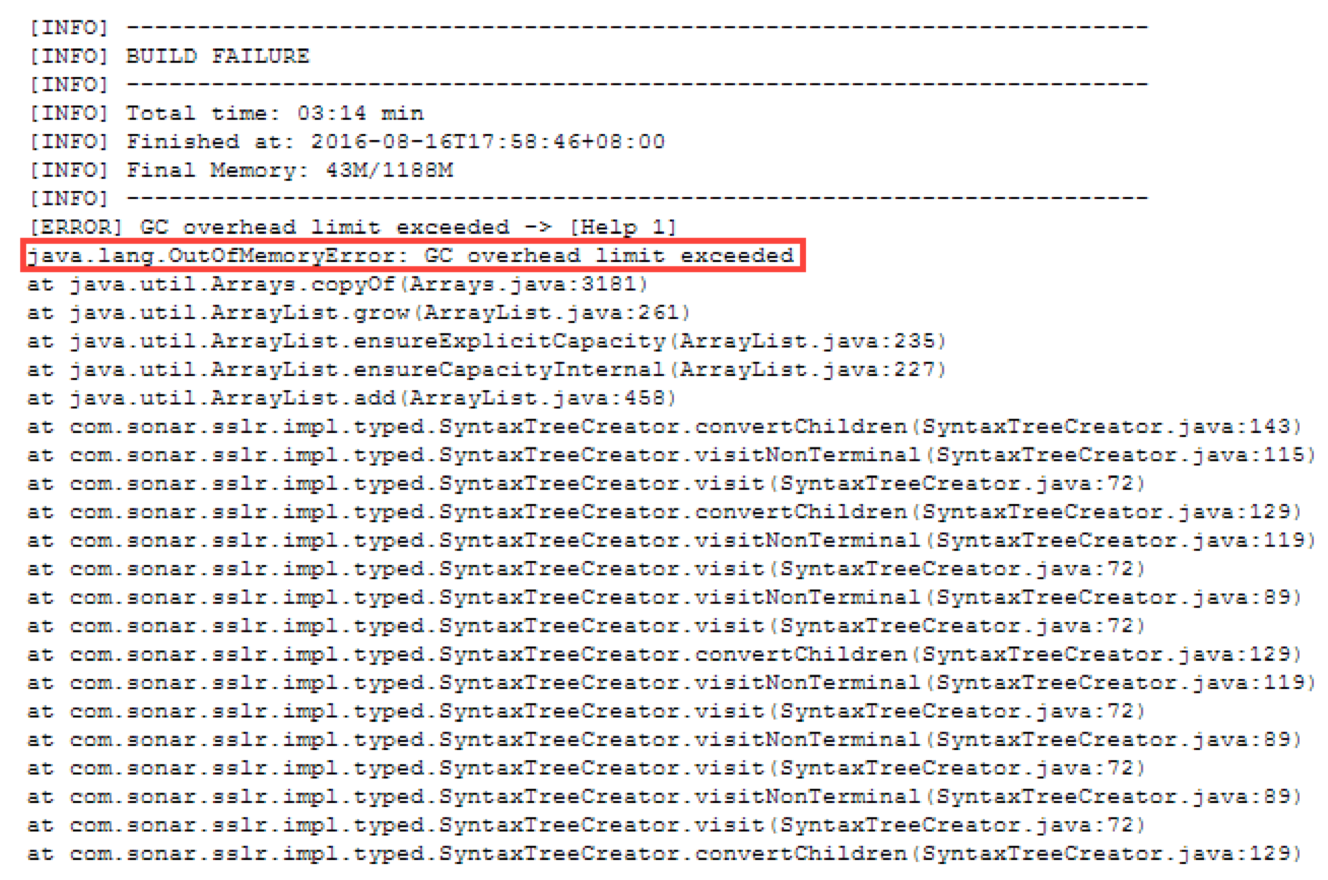 [INFO] ------------------------------------------------------------------------
[INFO] BUILD FAILURE
[INFO] ------------------------------------------------------------------------
[INFO] Total time: 03:14 min
[INFO] Finished at: 2016-08-16T17:58:46+08:00
[INFO] Final Memory: 43M/1188M
[INFO] ------------------------------------------------------------------------
[ERROR] GC overhead limit exceeded -> [Help 1]
java.lang.OutOfMemoryError: GC overhead limit exceeded
at java.util.Arrays.copyOf(Arrays.java:3181)
at java.util.ArrayList.grow(ArrayList.java:261)
at java.util.ArrayList.ensureExplicitCapacity(ArrayList.java:235)
at java.util.ArrayList.ensureCapacityInternal(ArrayList.java:227)
at java.util.ArrayList.add(ArrayList.java:458)
at com.sonar.sslr.impl.typed.SyntaxTreeCreator.convertChildren(SyntaxTreeCreator.java:143)
at com.sonar.sslr.impl.typed.SyntaxTreeCreator.visitNonTerminal(SyntaxTreeCreator.java:115)
at com.sonar.sslr.impl.typed.SyntaxTreeCreator.visit(SyntaxTreeCreator.java:72)
at com.sonar.sslr.impl.typed.SyntaxTreeCreator.convertChildren(SyntaxTreeCreator.java:129)
at com.sonar.sslr.impl.typed.SyntaxTreeCreator.visitNonTerminal(SyntaxTreeCreator.java:119)
at com.sonar.sslr.impl.typed.SyntaxTreeCreator.visit(SyntaxTreeCreator.java:72)
at com.sonar.sslr.impl.typed.SyntaxTreeCreator.visitNonTerminal(SyntaxTreeCreator.java:89)
at com.sonar.sslr.impl.typed.SyntaxTreeCreator.visit(SyntaxTreeCreator.java:72)
at com.sonar.sslr.impl.typed.SyntaxTreeCreator.convertChildren(SyntaxTreeCreator.java:129)
at com.sonar.sslr.impl.typed.SyntaxTreeCreator.visitNonTerminal(SyntaxTreeCreator.java:119)
at com.sonar.sslr.impl.typed.SyntaxTreeCreator.visit(SyntaxTreeCreator.java:72)
at com.sonar.sslr.impl.typed.SyntaxTreeCreator.visitNonTerminal(SyntaxTreeCreator.java:89)
at com.sonar.sslr.impl.typed.SyntaxTreeCreator.visit(SyntaxTreeCreator.java:72)
at com.sonar.sslr.impl.typed.SyntaxTreeCreator.visitNonTerminal(SyntaxTreeCreator.java:89)
at com.sonar.sslr.impl.typed.SyntaxTreeCreator.visit(SyntaxTreeCreator.java:72)
at com.sonar.sslr.impl.typed.SyntaxTreeCreator.convertChildren(SyntaxTreeCreator.java:129)